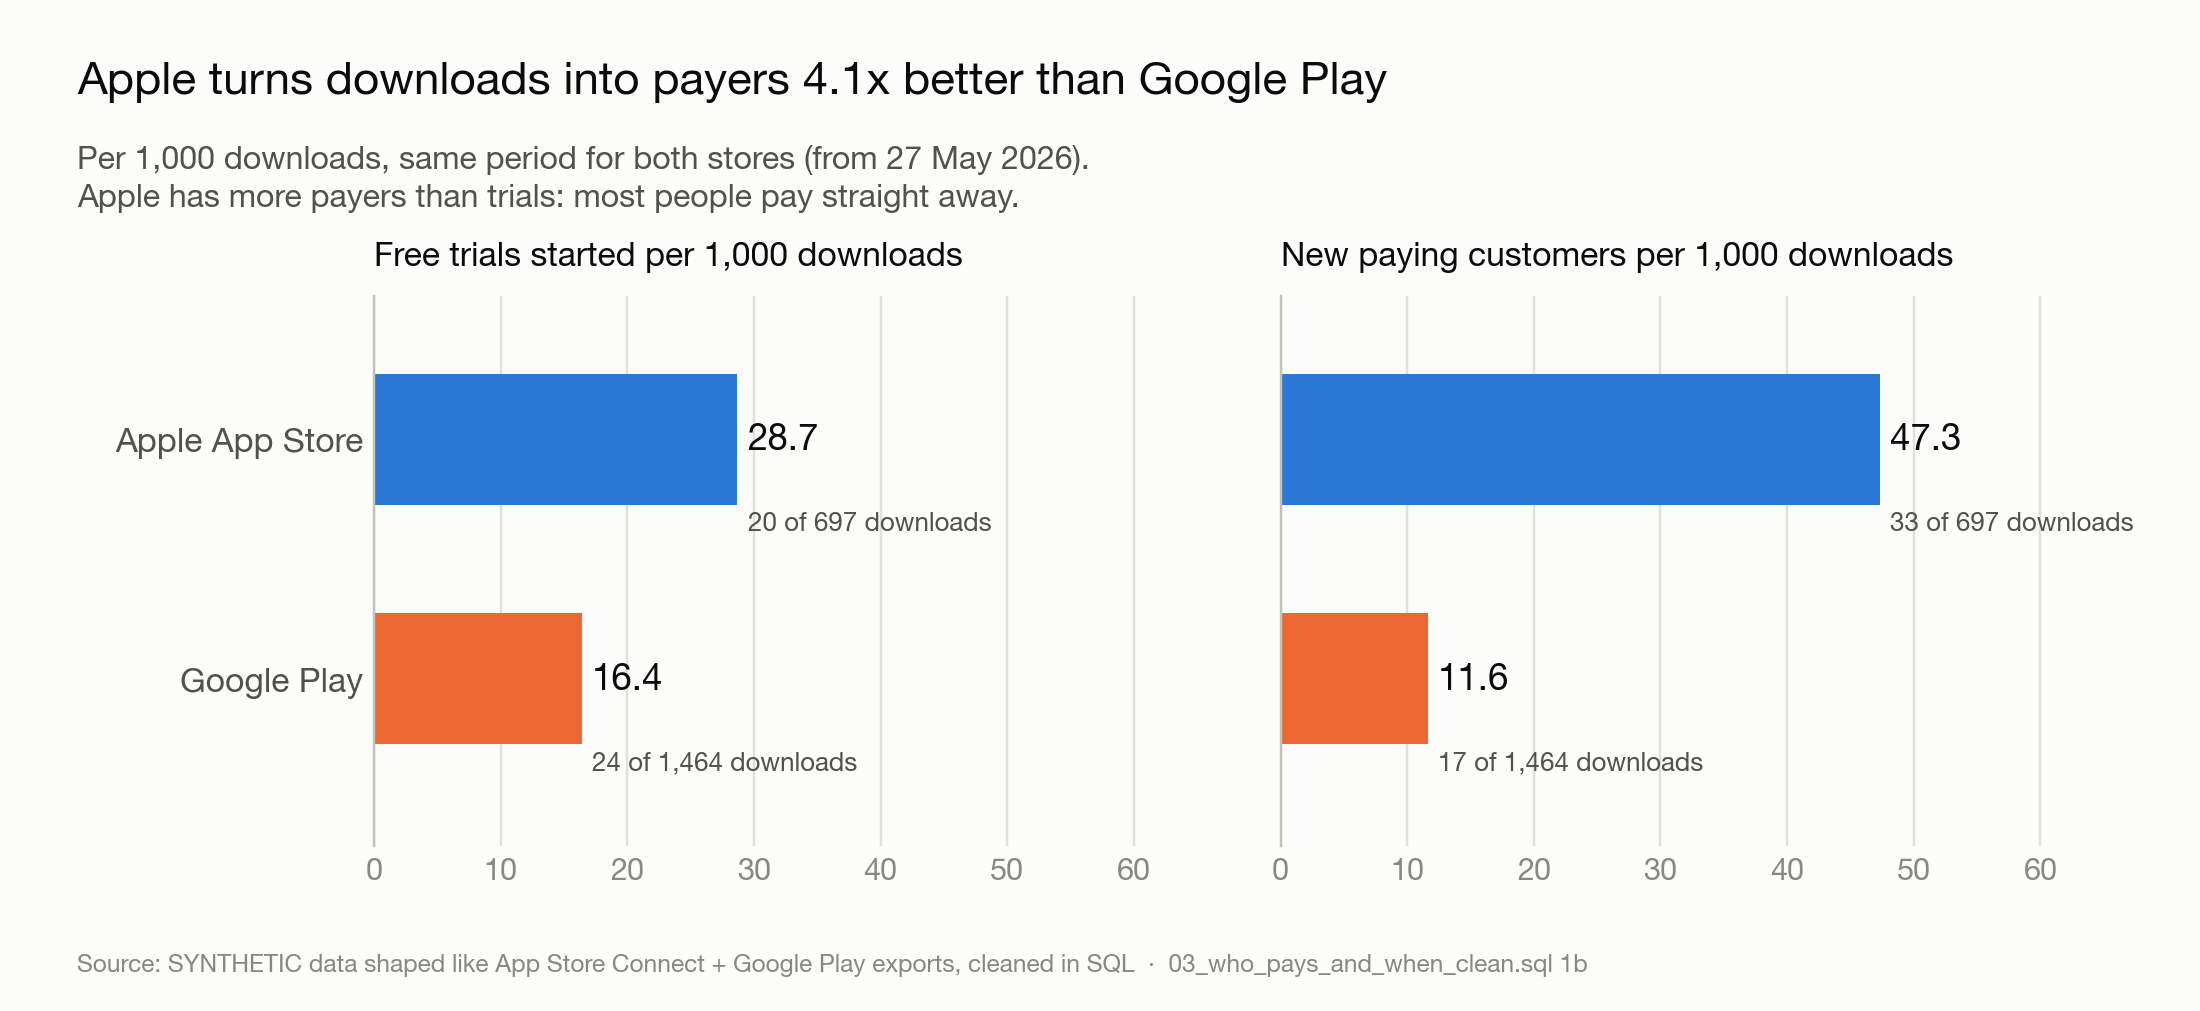 Apple turns downloads into payers 4.1x better than Google Play
Per 1,000 downloads, same period for both stores (from 27 May 2026).
Apple has more payers than trials: most people pay straight away.
Free trials started per 1,000 downloads
Apple App Store
28.7
20 of 697 downloads
Google Play
16.4
24 of 1,464 downloads
0 10 20 30 40 50 60
New paying customers per 1,000 downloads
47.3
33 of 697 downloads
11.6
17 of 1,464 downloads
0 10 20 30 40 50 60
Source: SYNTHETIC data shaped like App Store Connect + Google Play exports, cleaned in SQL · 03_who_pays_and_when_clean.sql 1b